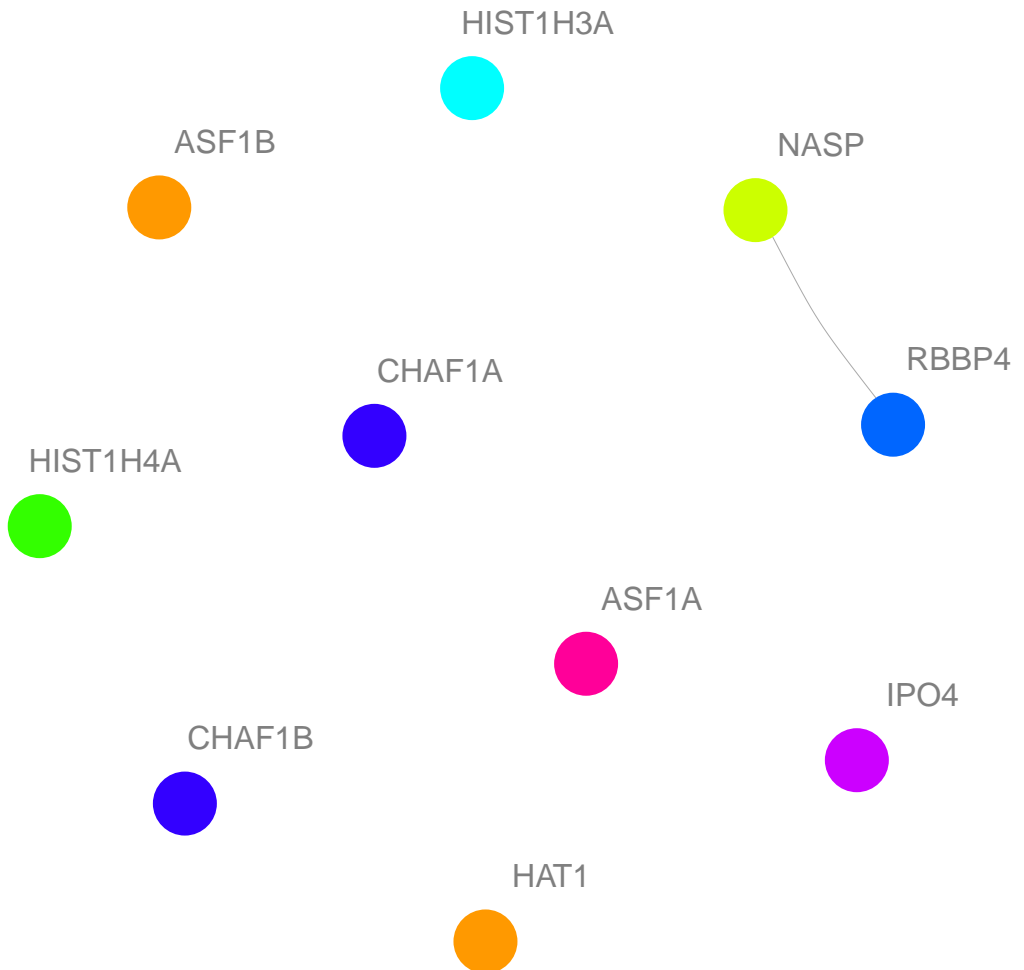 HIST1H3A
ASF1B
NASP
RBBP4
CHAF1A
HIST1H4A
ASF1A
IPO4
CHAF1B
HAT1